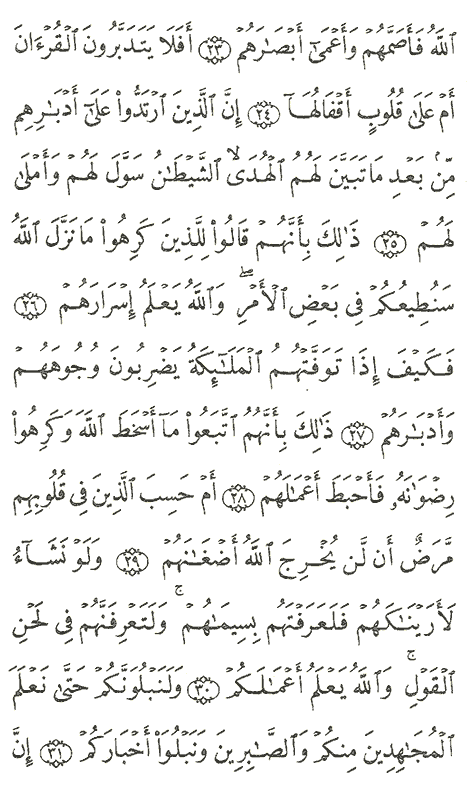 ٱللَّهُ فَأَصَمَّهُمْ وَأَعْمَىٰٓ أَبْصَٰرَهُمْ ٢٣ أَفَلَا يَتَدَبَّرُونَ ٱلْقُرْءَانَ
أَمْ عَلَىٰ قُلُوبٍ أَقْفَالُهَآ ٢٤ إِنَّ ٱلَّذِينَ ٱرْتَدُّوا۟ عَلَىٰٓ أَدْبَٰرِهِم
مِّنۢ بَعْدِ مَا تَبَيَّنَ لَهُمُ ٱلْهُدَى ۙ ٱلشَّيْطَٰنُ سَوَّلَ لَهُمْ وَأَمْلَىٰ
لَهُمْ ٢٥ ذَٰلِكَ بِأَنَّهُمْ قَالُوا۟ لِلَّذِينَ كَرِهُوا۟ مَا نَزَّلَ ٱللَّهُ
سَنُطِيعُكُمْ فِى بَعْضِ ٱلْأَمْرِ ۖ وَٱللَّهُ يَعْلَمُ إِسْرَارَهُمْ ٢٦
فَكَيْفَ إِذَا تَوَفَّتْهُمُ ٱلْمَلَٰٓئِكَةُ يَضْرِبُونَ وُجُوهَهُمْ
وَأَدْبَٰرَهُمْ ٢٧ ذَٰلِكَ بِأَنَّهُمُ ٱتَّبَعُوا۟ مَآ أَسْخَطَ ٱللَّهَ وَكَرِهُوا۟
رِضْوَٰنَهُۥ فَأَحْبَطَ أَعْمَٰلَهُمْ ٢٨ أَمْ حَسِبَ ٱلَّذِينَ فِى قُلُوبِهِم
مَّرَضٌ أَن لَّن يُخْرِجَ ٱللَّهُ أَضْغَٰنَهُمْ ٢٩ وَلَوْ نَشَآءُ
لَأَرَيْنَٰكَهُمْ فَلَعَرَفْتَهُم بِسِيمَٰهُمْ ۚ وَلَتَعْرِفَنَّهُمْ فِى لَحْنِ
ٱلْقَوْلِ ۚ وَٱللَّهُ يَعْلَمُ أَعْمَٰلَكُمْ ٣٠ وَلَنَبْلُوَنَّكُمْ حَتَّىٰ نَعْلَمَ
ٱلْمُجَٰهِدِينَ مِنكُمْ وَٱلصَّٰبِرِينَ وَنَبْلُوَا۟ أَخْبَارَكُمْ ٣١ إِنَّ